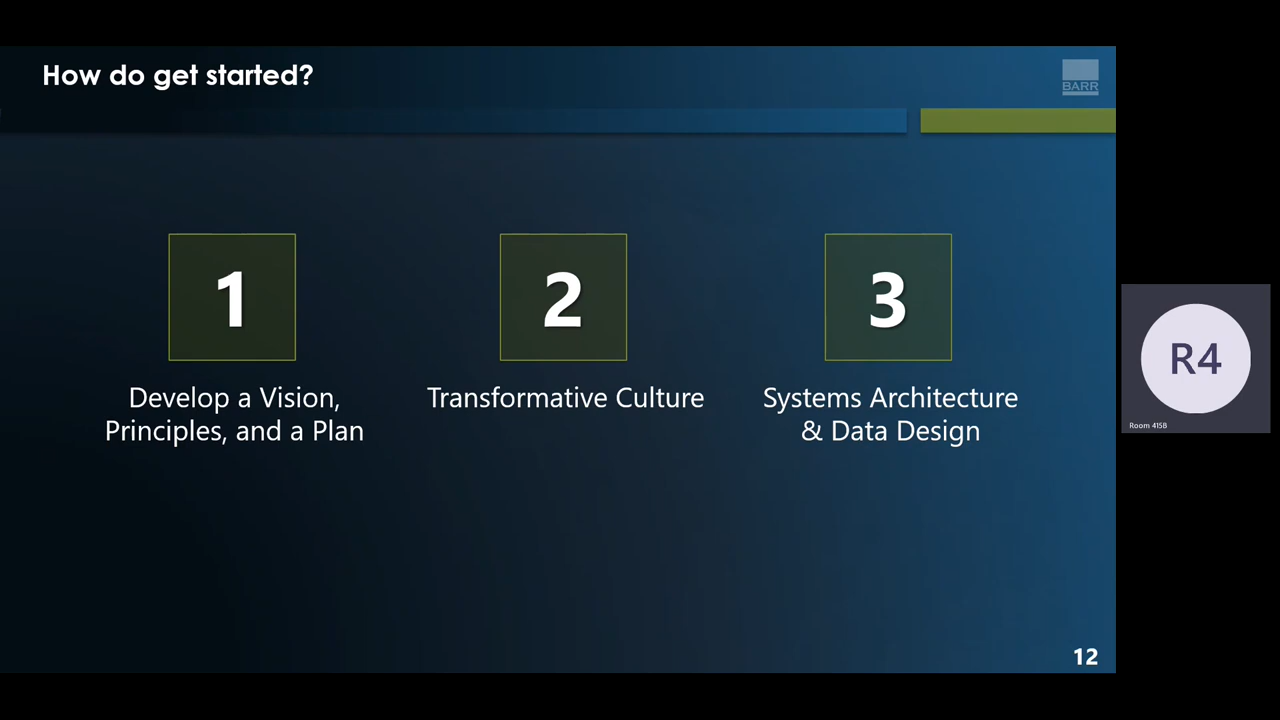 How do get started?
BARR
1
2
3
Develop a Vision,
Principles, and a Plan
Transformative Culture
Systems Architecture
& Data Design
R4
Room 415B
12